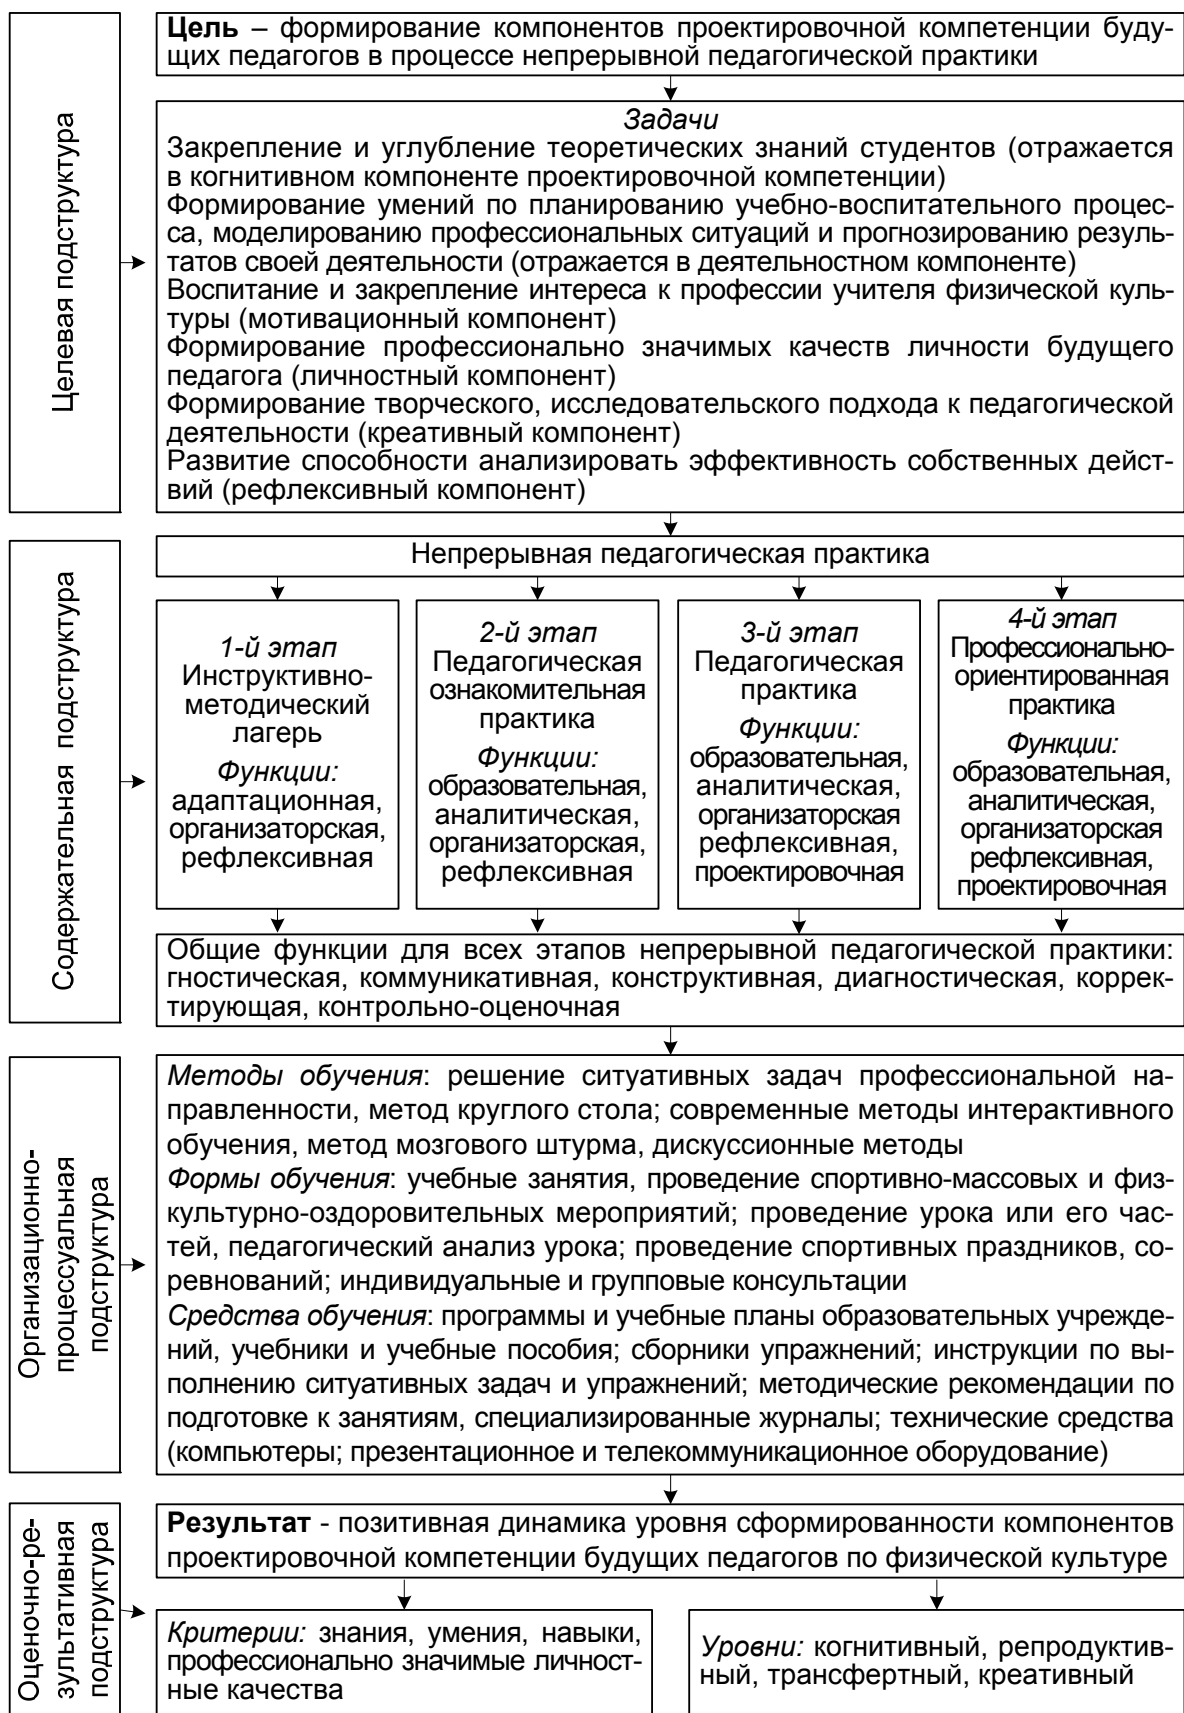 Целевая подструктура
Цель – формирование компонентов проектировочной компетенции буду-
щих педагогов в процессе непрерывной педагогической практики
Задачи
Закрепление и углубление теоретических знаний студентов (отражается
в когнитивном компоненте проектировочной компетенции)
Формирование умений по планированию учебно-воспитательного процес-
са, моделированию профессиональных ситуаций и прогнозированию резуль-
татов своей деятельности (отражается в деятельностном компоненте)
Воспитание и закрепление интереса к профессии учителя физической куль-
туры (мотивационный компонент)
Формирование профессионально значимых качеств личности будущего
педагога (личностный компонент)
Формирование творческого, исследовательского подхода к педагогической
деятельности (креативный компонент)
Развитие способности анализировать эффективность собственных дейст-
вий (рефлексивный компонент)
Содержательная подструктура
Непрерывная педагогическая практика
1-й этап
Инструктивно-
методический
лагерь
Функции:
адаптационная,
организаторская,
рефлексивная
2-й этап
Педагогическая
ознакомительная
практика
Функции:
образовательная,
аналитическая,
организаторская,
рефлексивная
3-й этап
Педагогическая
практика
Функции:
образовательная,
аналитическая,
организаторская
рефлексивная,
проектировочная
4-й этап
Профессионально-
ориентированная
практика
Функции:
образовательная,
аналитическая,
организаторская
рефлексивная,
проектировочная
Общие функции для всех этапов непрерывной педагогической практики:
гностическая, коммуникативная, конструктивная, диагностическая, коррек-
тирующая, контрольно-оценочная
Организационно-
процессуальная
подструктура
Методы обучения: решение ситуативных задач профессиональной на-
правленности, метод круглого стола; современные методы интерактивного
обучения, метод мозгового штурма, дискуссионные методы
Формы обучения: учебные занятия, проведение спортивно-массовых и физ-
культурно-оздоровительных мероприятий; проведение урока или его час-
тей, педагогический анализ урока; проведение спортивных праздников, со-
ревнований; индивидуальные и групповые консультации
Средства обучения: программы и учебные планы образовательных учрежде-
ний, учебники и учебные пособия; сборники упражнений; инструкции по вы-
полнению ситуативных задач и упражнений; методические рекомендации по
подготовке к занятиям, специализированные журналы; технические средства
(компьютеры; презентационное и телекоммуникационное оборудование)
Оценочно-ре-
зультативная
подструктура
Результат - позитивная динамика уровня сформированности компонентов
проектировочной компетенции будущих педагогов по физической культуре
Критерии: знания, умения, навыки,
профессионально значимые личност-
ные качества
Уровни: когнитивный, репродуктив-
ный, трансфертный, креативный